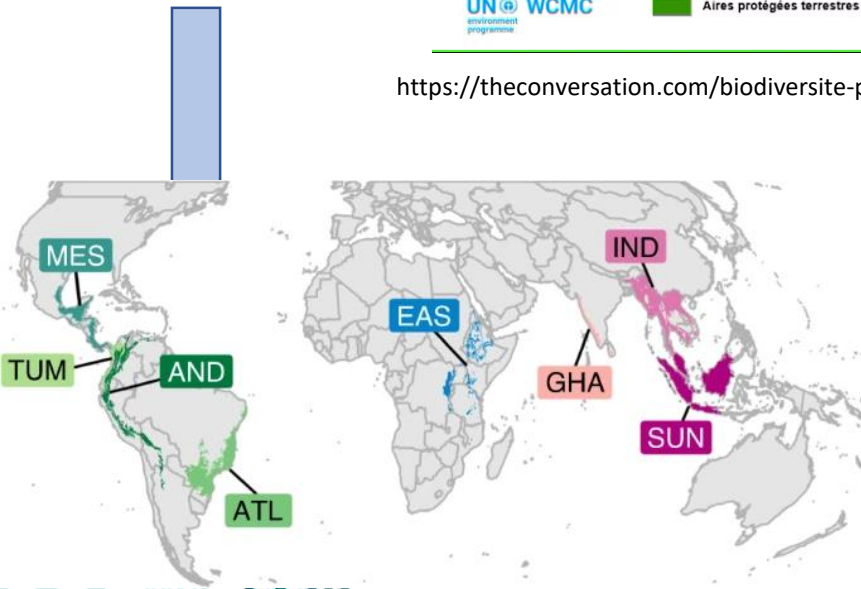 UN WCMC
environment
programme
Aires protégées terrestres
https://theconversation.com/biodiversite-p
MES
IND
EAS
TUM
AND
GHA
SUN
ATL